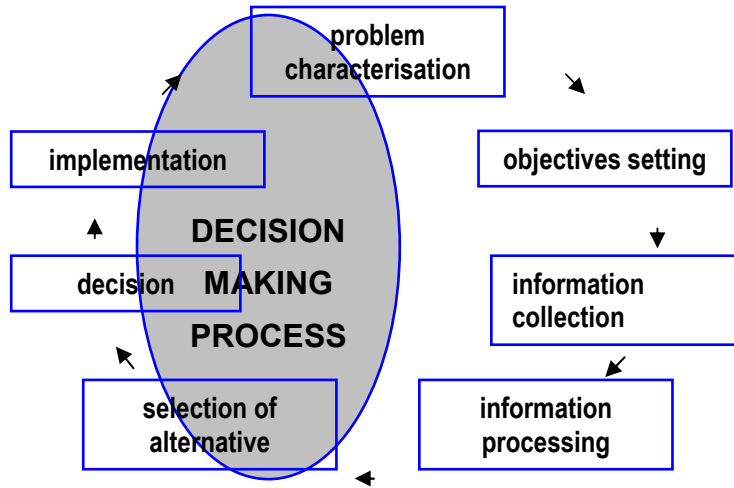 problem
characterisation
implementation
objectives setting
DECISION
MAKING
PROCESS
decision
information
collection
selection of
alternative
information
processing